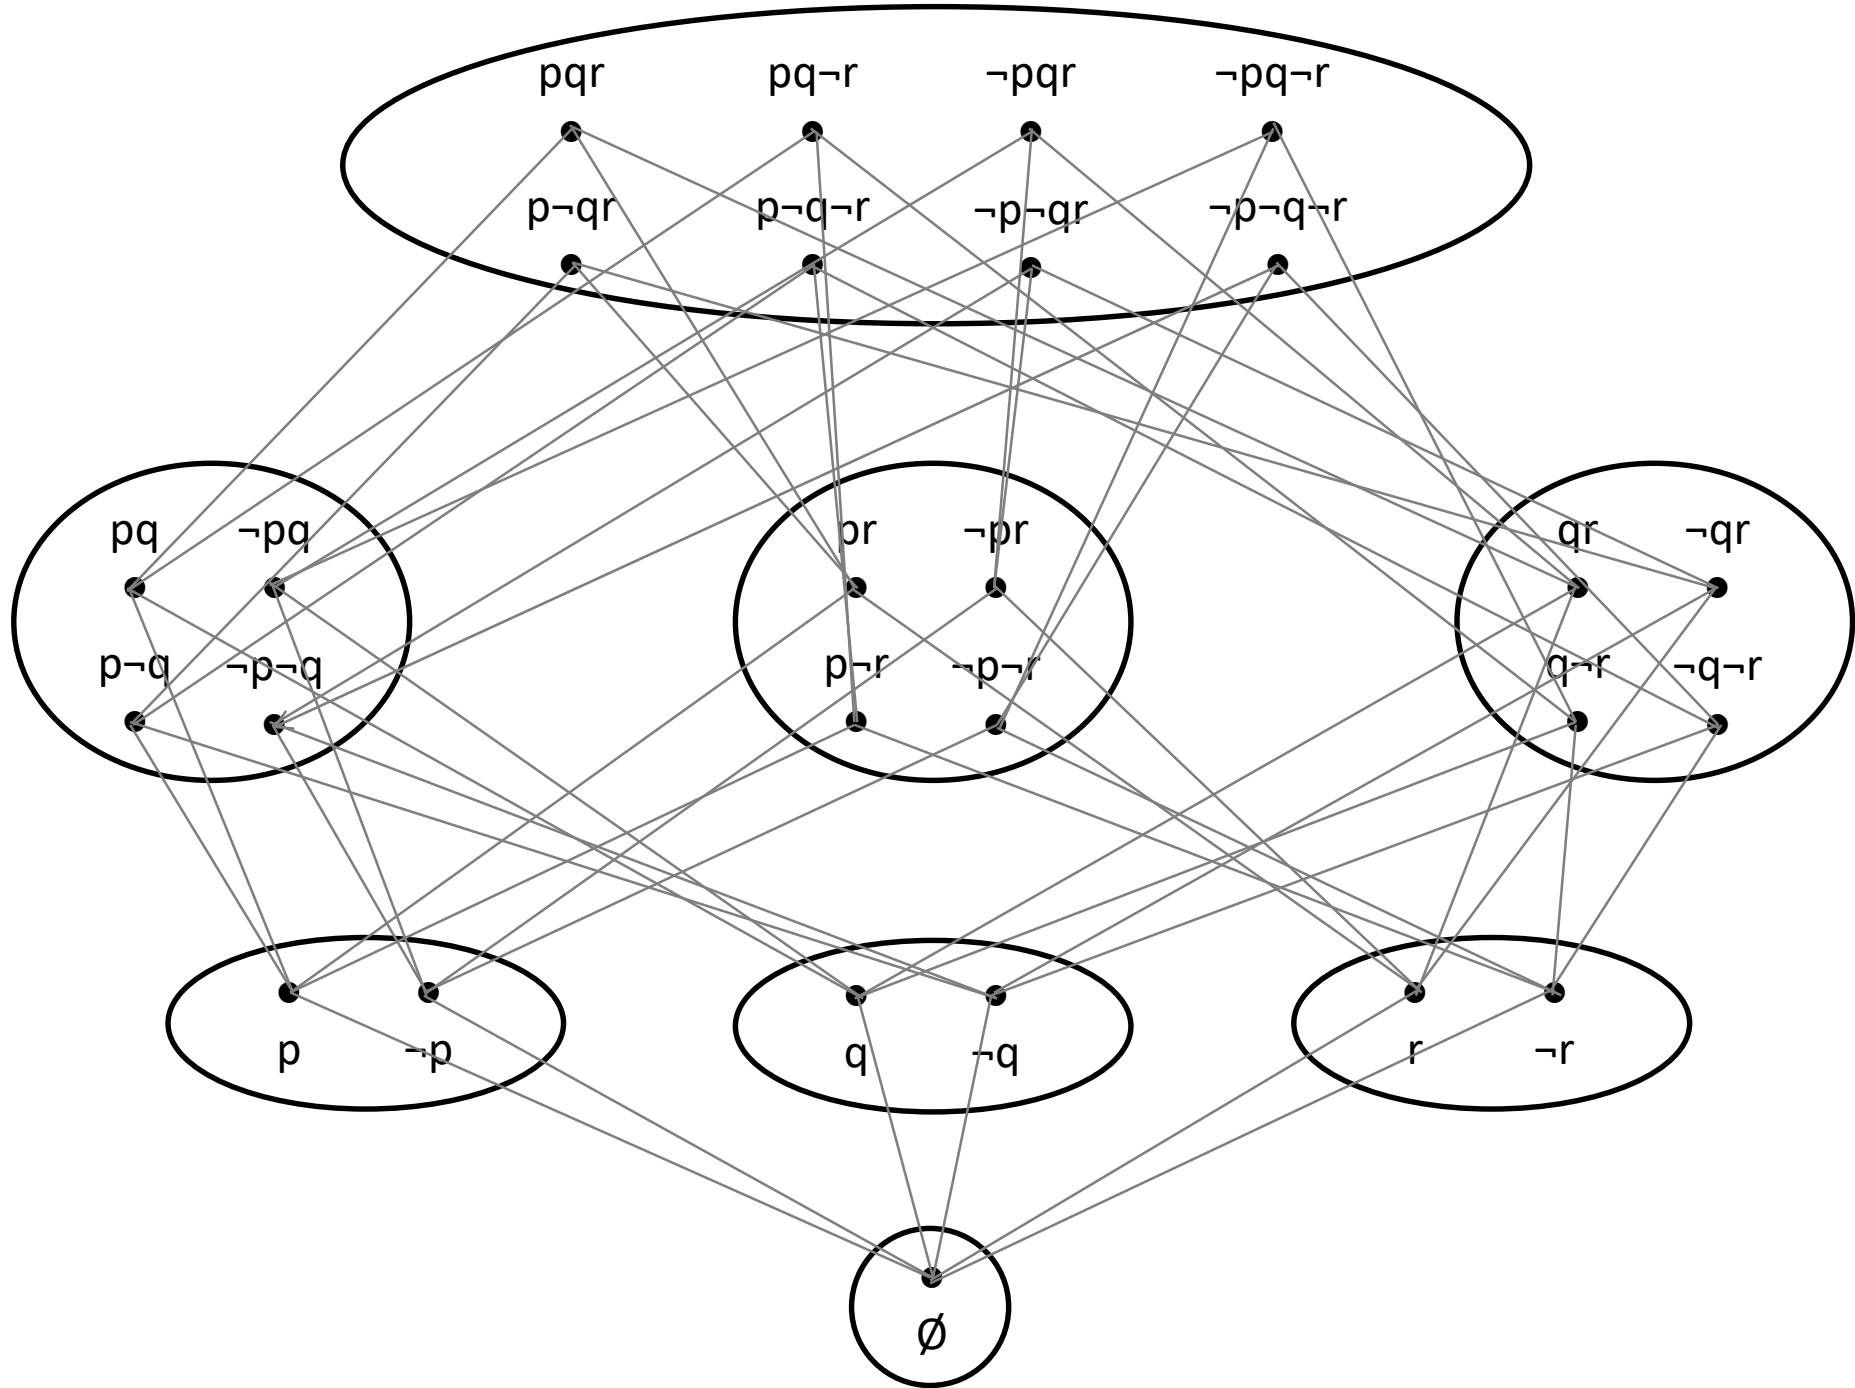 pqr pq¬r ¬pqr ¬pq¬r
p¬qr p¬q¬r ¬p¬qr ¬p¬q¬r
pq ¬pq pr ¬pr qr ¬qr
p¬q ¬p¬q p¬r ¬p¬r q¬r ¬q¬r
p ¬p q ¬q r ¬r
Ø